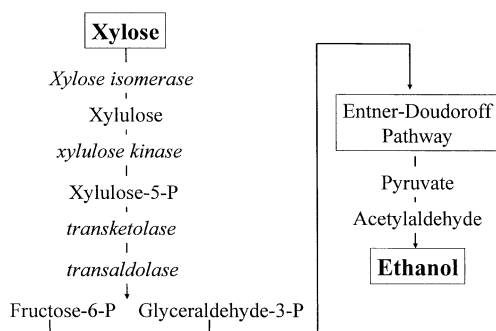 Xylose
Xylose isomerase
Xylulose
xylulose kinase
Xylulose-5-P
transketolase
transaldolase
Fructose-6-P Glyceraldehyde-3-P
Entner-Doudoroff
Pathway
Pyruvate
Acetylaldehyde
Ethanol